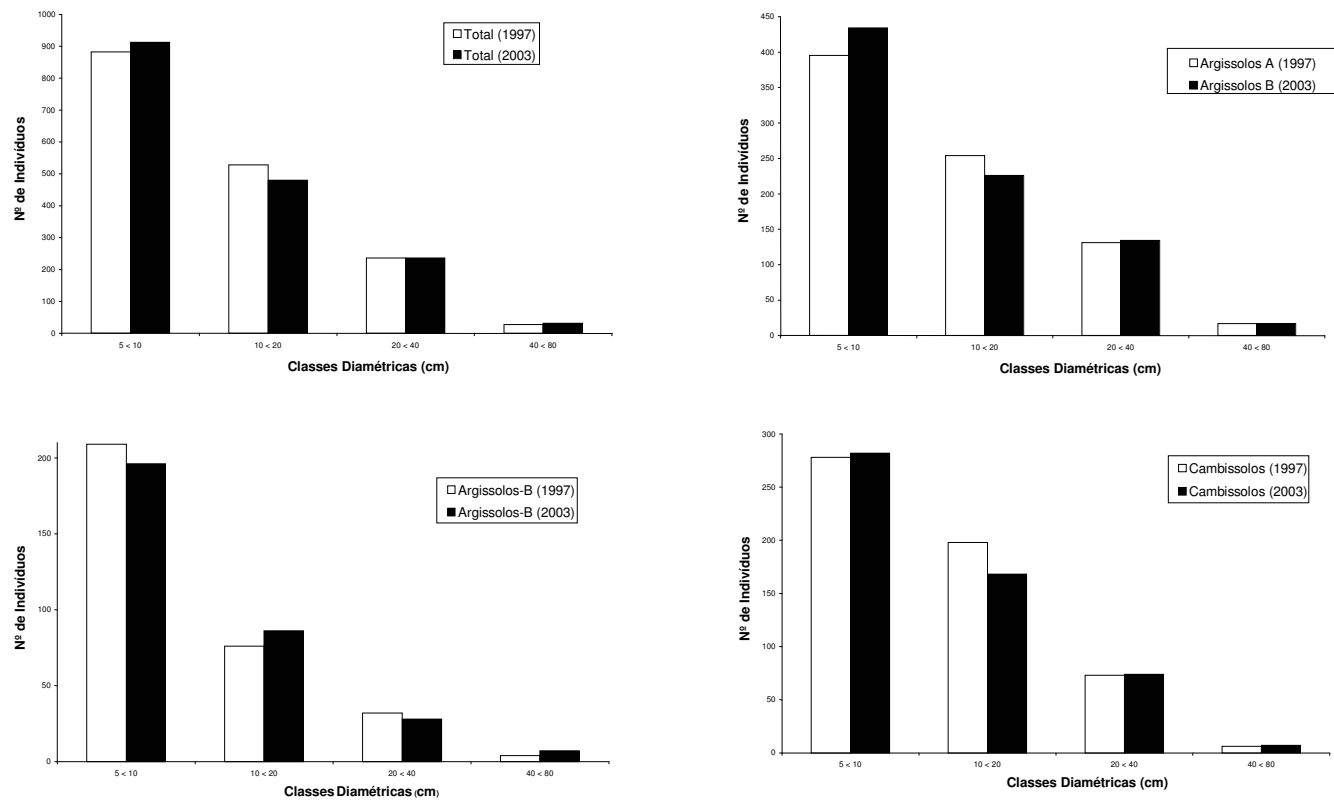 1000
900
800
700
600
500
400
300
200
100
0
Nº de Indivíduos
Total (1997)
Total (2003)
5 < 10
10 < 20
20 < 40
40 < 80
Classes Diamétricas (cm)
450
400
350
300
250
200
150
100
50
0
Nº de Indivíduos
Argissolos A (1997)
Argissolos B (2003)
5 < 10
10 < 20
20 < 40
40 < 80
Classes Diamétricas (cm)
200
150
100
50
0
Nº de Indivíduos
Argissolos-B (1997)
Argissolos-B (2003)
5 < 10
10 < 20
20 < 40
40 < 80
Classes Diamétricas (cm)
300
250
200
150
100
50
0
Nº de Indivíduos
Cambissolos (1997)
Cambissolos (2003)
5 < 10
10 < 20
20 < 40
40 < 80
Classes Diamétricas (cm)